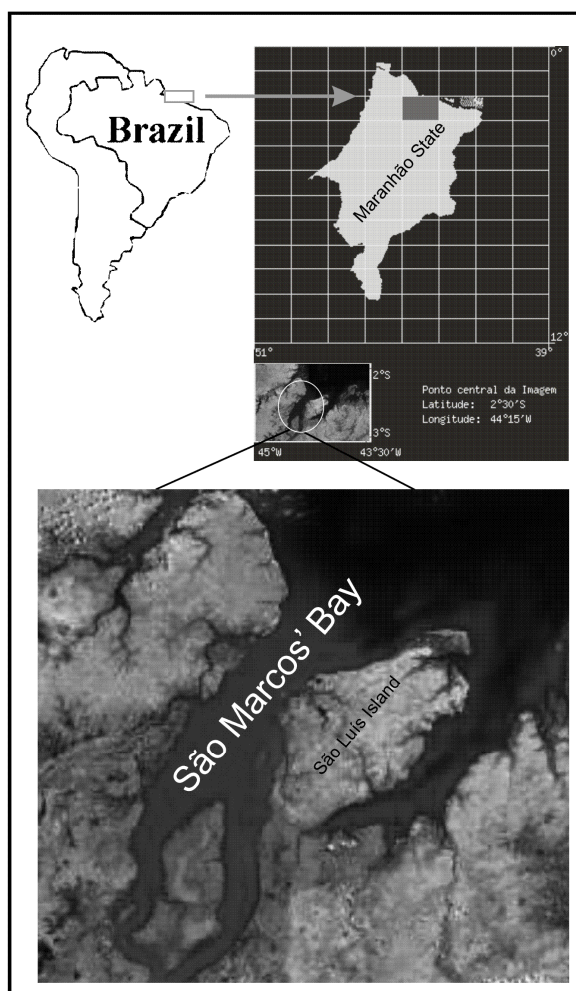 Brazil
0°
Maranhão State
12°
51°
39°
2°S
3°S
45°W
43°30'W
Ponto central da Imagem
Latitude: 2°30'S
Longitude: 44°15'W
São Marcos' Bay
São Luís Island